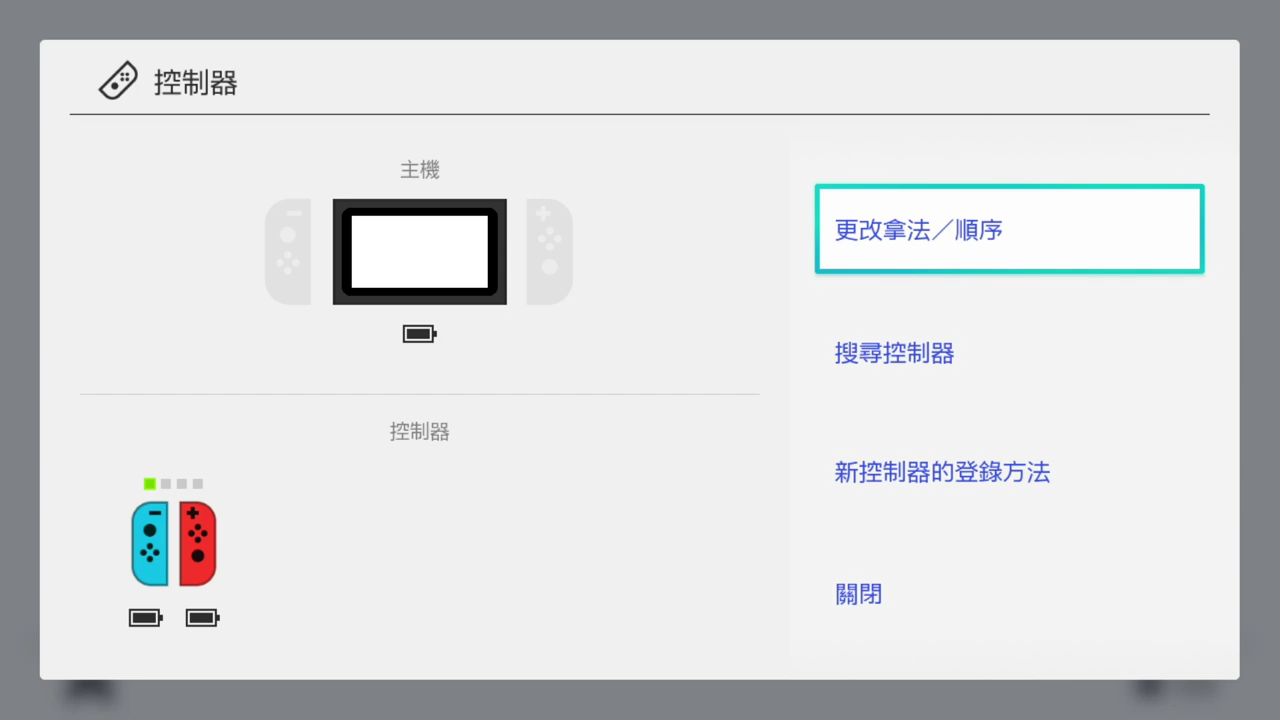 控制器
主機
控制器
更改拿法／順序
搜尋控制器
新控制器的登錄方法
關閉